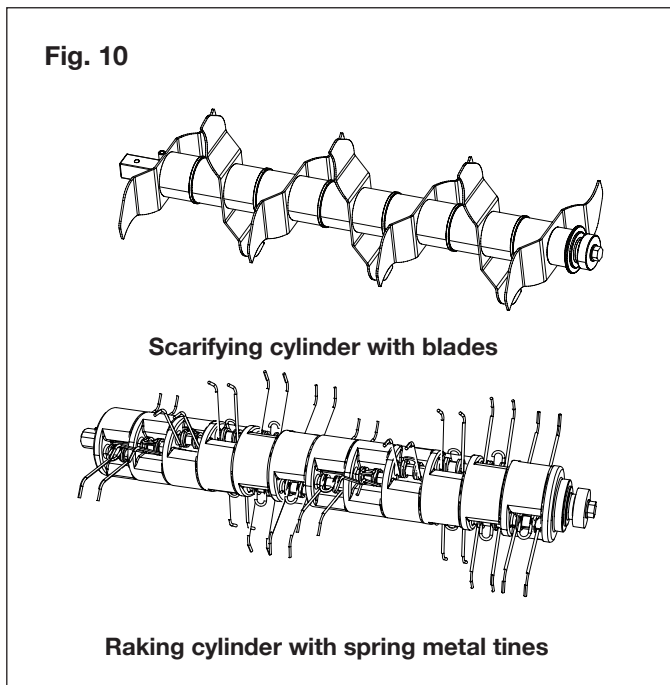 Fig. 10
Scarifying cylinder with blades
Raking cylinder with spring metal tines